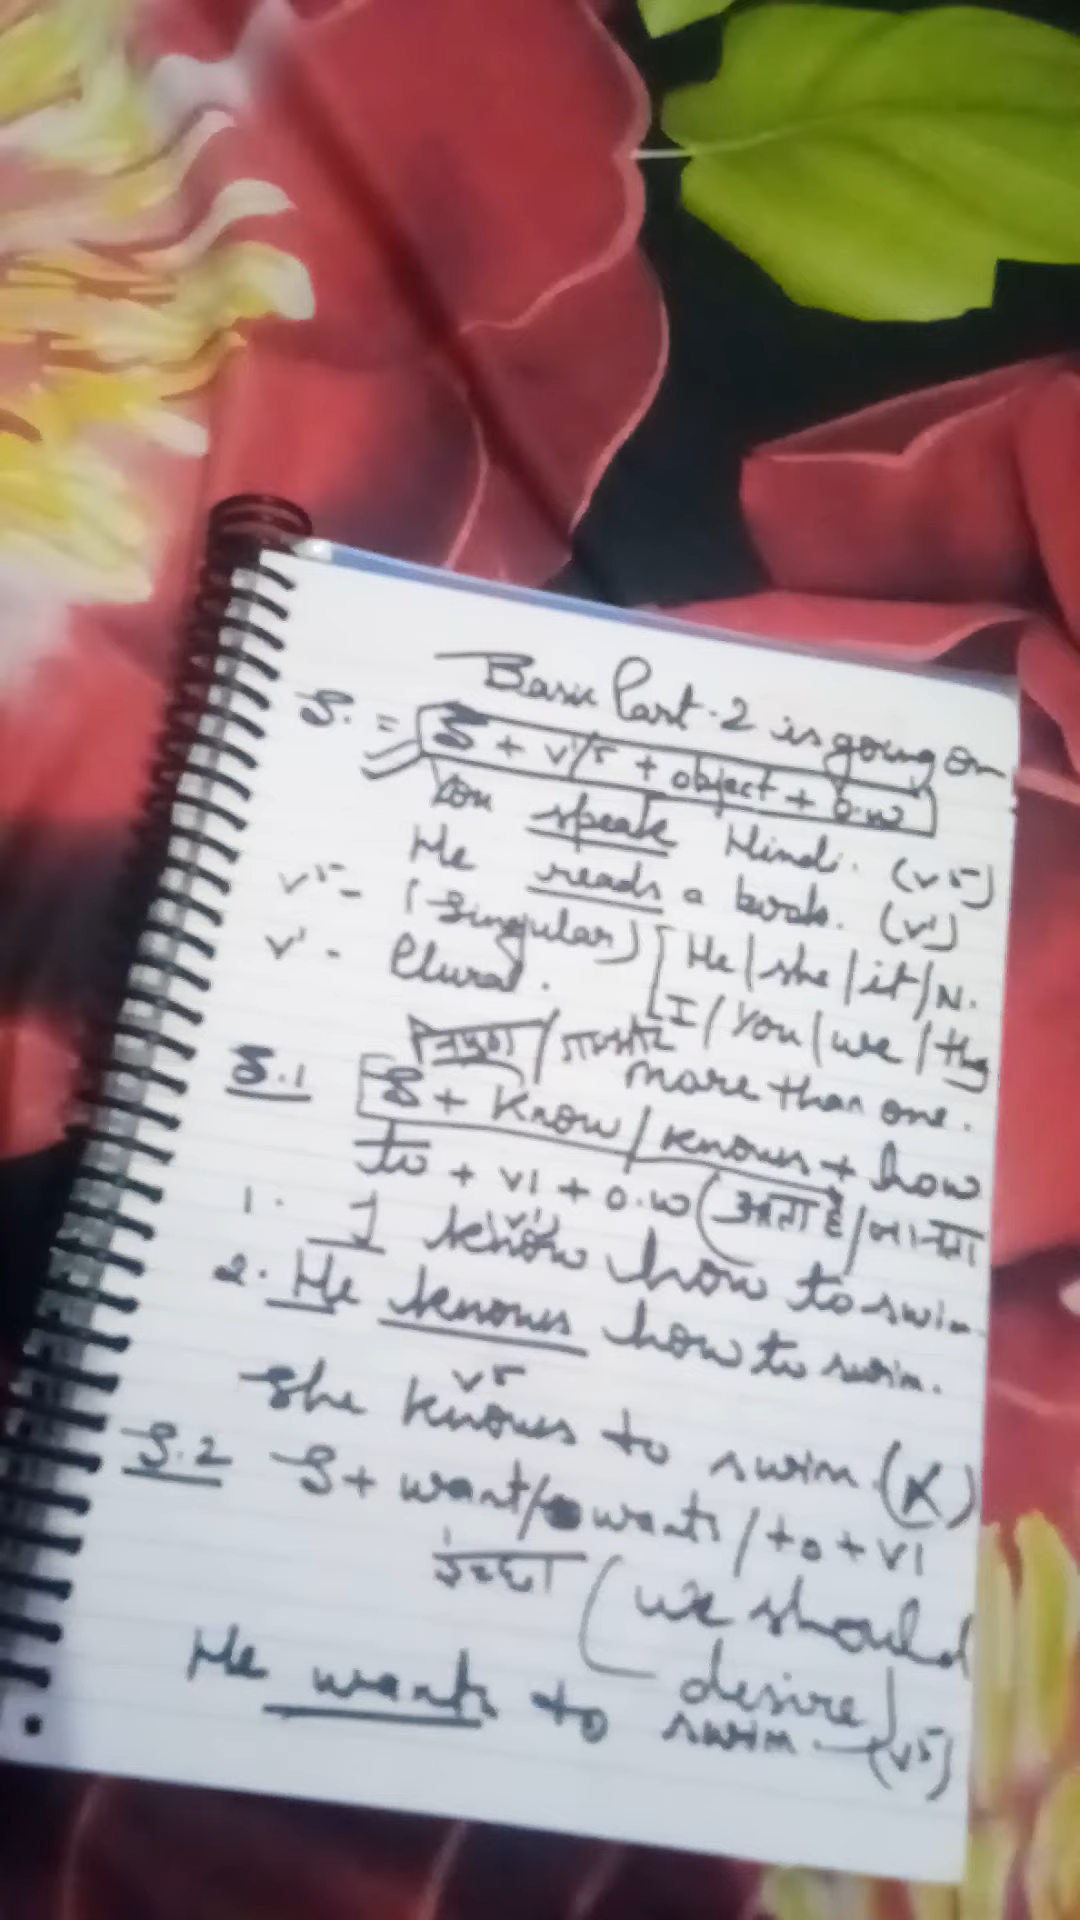 Basic Part-2 is going on
S. = S + v1/5 + object + o.w
You speak Hindi. (v5)
He reads a book. (v1)
v5- (Singular) [He/she/it/N.
v1- Plural. [I/You/we/they
more than one.
S.1 S + Know/knows + how
to + v1 + o.w (आता है/
1. I know how to swim.
(v1)
2. He knows how to swim.
v5
She knows to swim. (X)
S.2 S + want/wants/to + v1
इच्छा (we should
desire)
He wants to swim. - (v5)